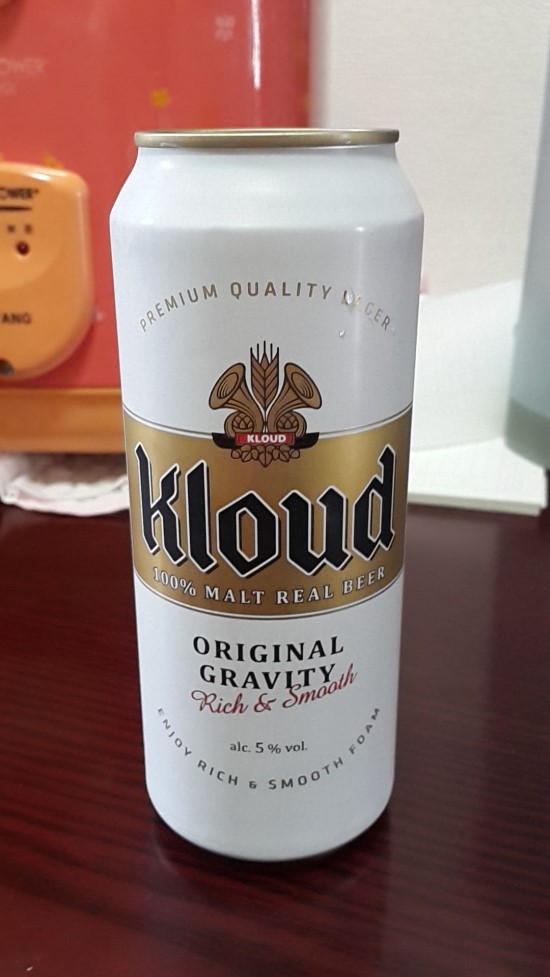 PREMIUM QUALITY LAGER
KLOUD
Kloud
100% MALT REAL BEER
ORIGINAL
GRAVITY
Rich & Smooth
alc. 5 % vol.
ENJOY RICH & SMOOTH FOAM